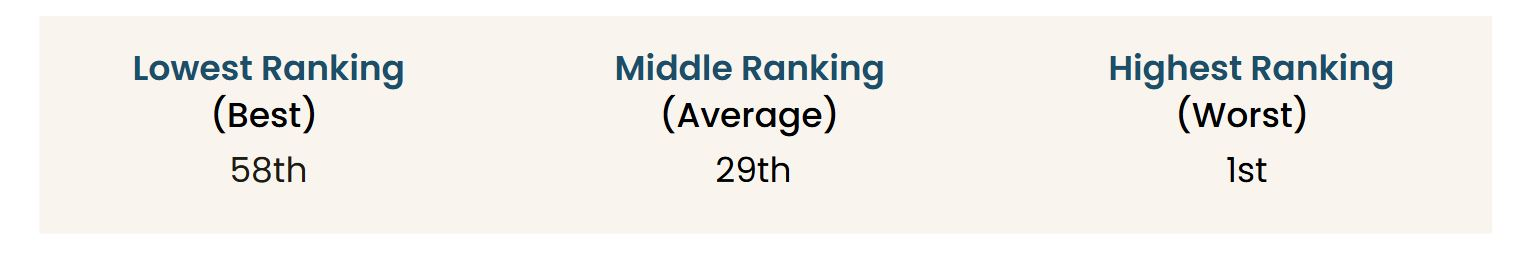 Lowest Ranking
(Best)
58th
Middle Ranking
(Average)
29th
Highest Ranking
(Worst)
1st